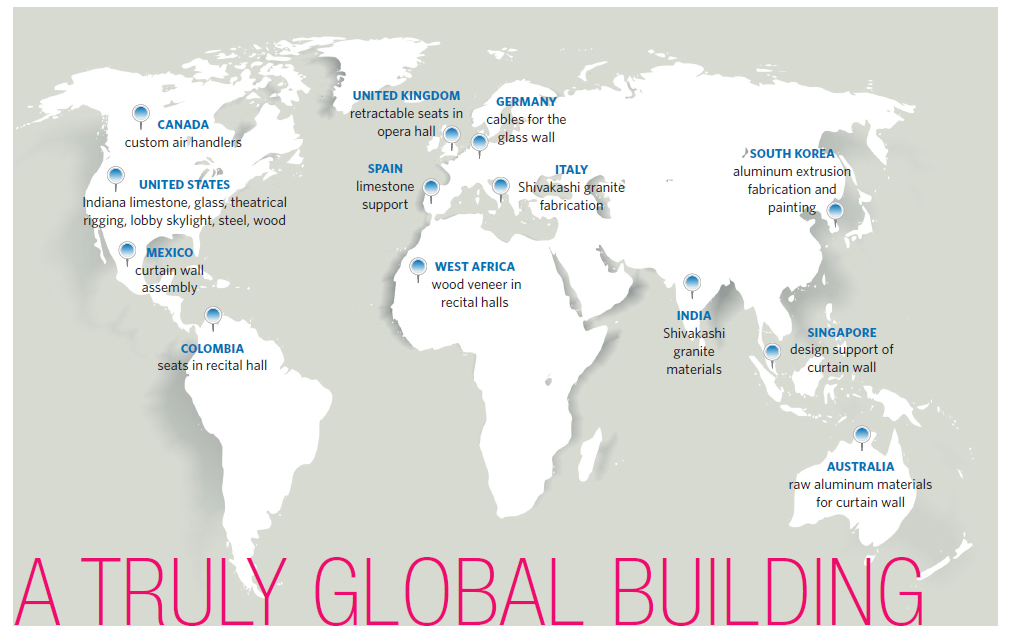 UNITED KINGDOM
retractable seats in
opera hall
GERMANY
cables for the
glass wall
CANADA
custom air handlers
SOUTH KOREA
aluminum extrusion
fabrication and
painting
SPAIN
limestone
support
ITALY
Shivakashi granite
fabrication
UNITED STATES
Indiana limestone, glass, theatrical
rigging, lobby skylight, steel, wood
MEXICO
curtain wall
assembly
WEST AFRICA
wood veneer in
recital halls
INDIA
Shivakashi
granite
materials
SINGAPORE
design support of
curtain wall
COLOMBIA
seats in recital hall
AUSTRALIA
raw aluminum materials
for curtain wall
A TRULY GLOBAL BUILDING